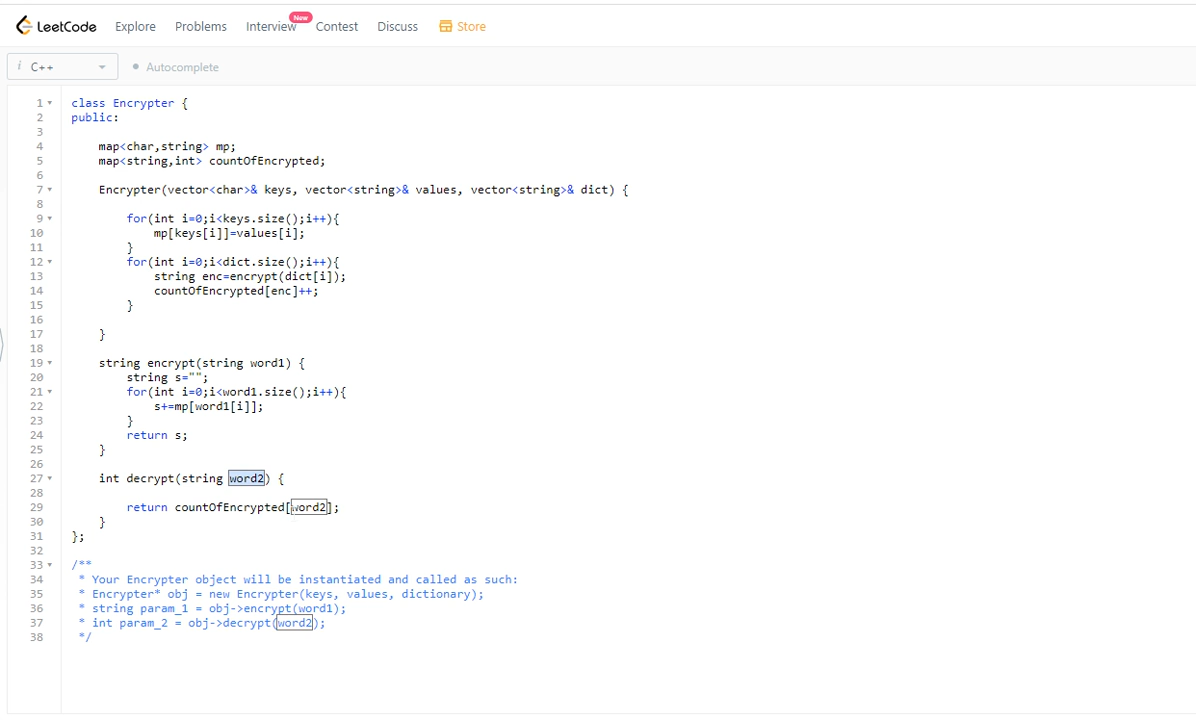 LeetCode Explore Problems Interview New Contest Discuss Store
i C++ Autocomplete
1 class Encrypter {
2 public:
3
4     map<char,string> mp;
5     map<string,int> countOfEncrypted;
6
7     Encrypter(vector<char>& keys, vector<string>& values, vector<string>& dict) {
8
9         for(int i=0;i<keys.size();i++){
10             mp[keys[i]]=values[i];
11         }
12         for(int i=0;i<dict.size();i++){
13             string enc=encrypt(dict[i]);
14             countOfEncrypted[enc]++;
15         }
16
17     }
18
19     string encrypt(string word1) {
20         string s="";
21         for(int i=0;i<word1.size();i++){
22             s+=mp[word1[i]];
23         }
24         return s;
25     }
26
27     int decrypt(string word2) {
28
29         return countOfEncrypted[word2];
30     }
31 };
32
33 /**
34  * Your Encrypter object will be instantiated and called as such:
35  * Encrypter* obj = new Encrypter(keys, values, dictionary);
36  * string param_1 = obj->encrypt(word1);
37  * int param_2 = obj->decrypt(word2);
38  */